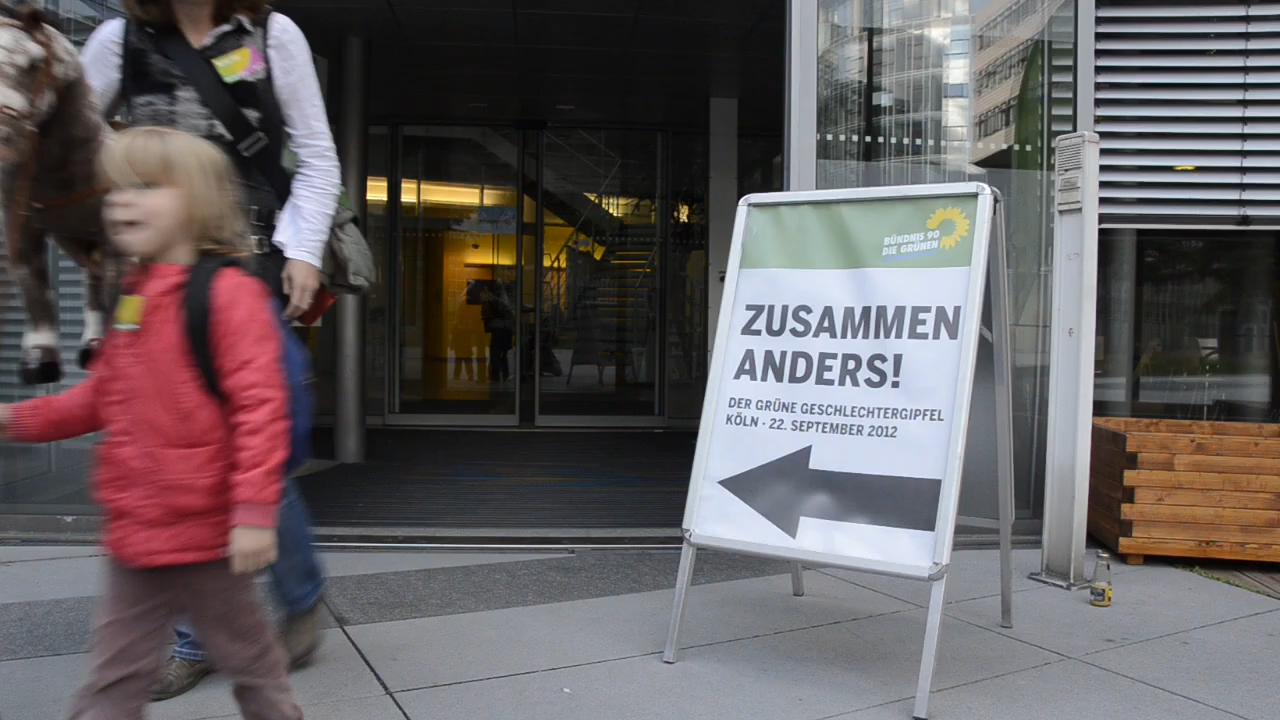 BÜNDNIS 90
DIE GRÜNEN
ZUSAMMEN
ANDERS!
DER GRÜNE GESCHLECHTERGIPFEL
KÖLN · 22. SEPTEMBER 2012